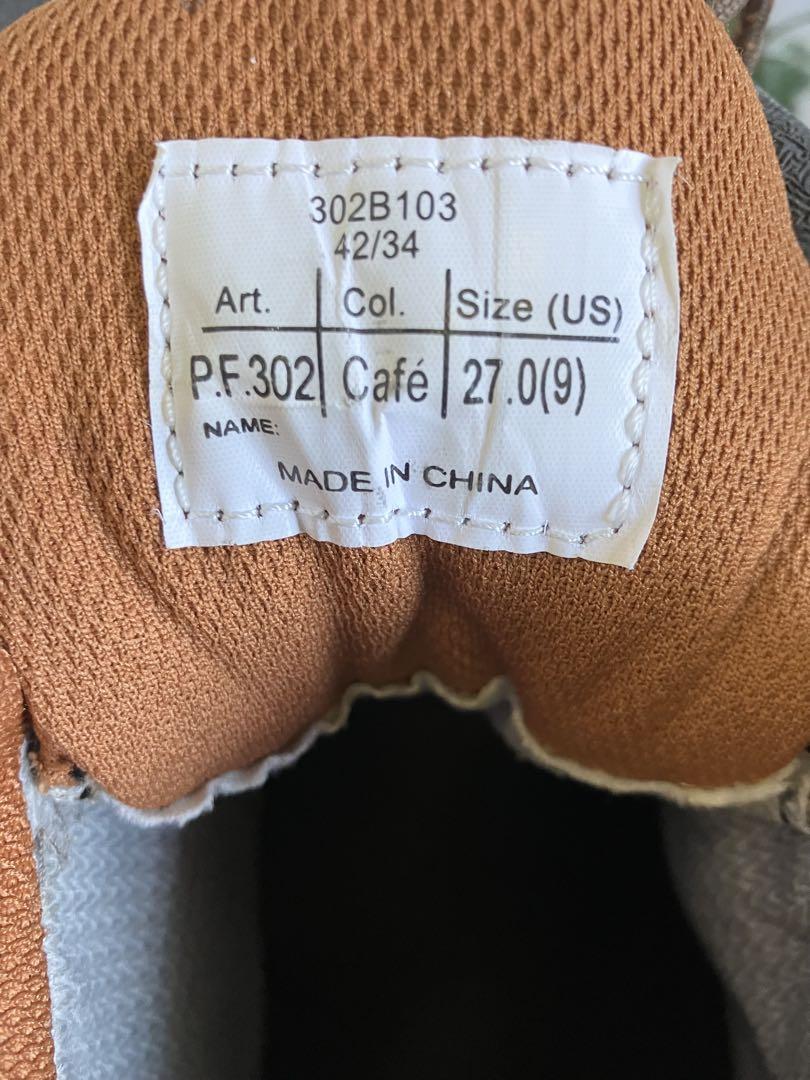 302B103
42/34
Art. Col. Size (US)
P.F.302 Café 27.0(9)
NAME:
MADE IN CHINA